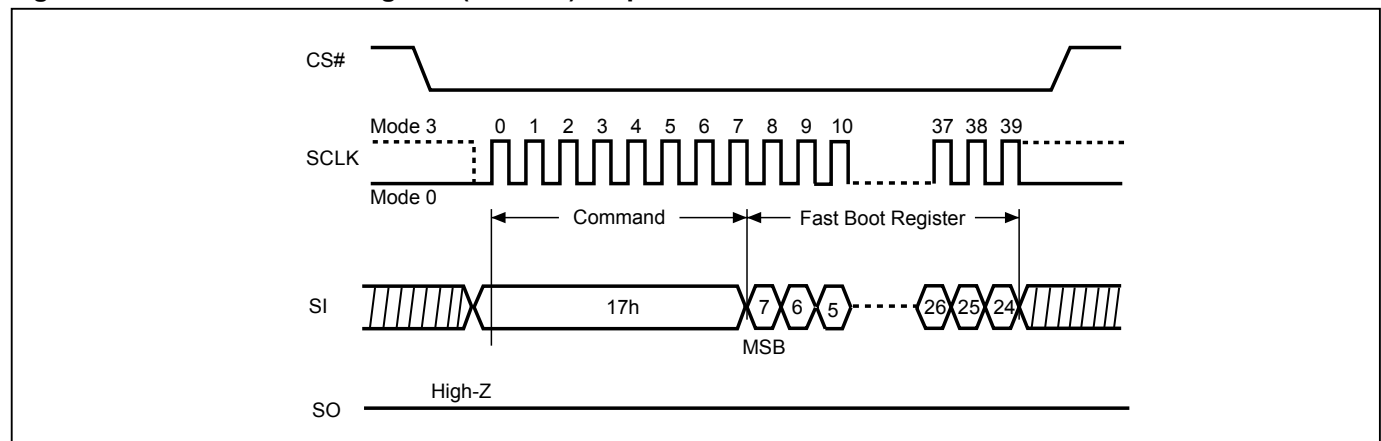 CS#
Mode 3 0 1 2 3 4 5 6 7 8 9 10 37 38 39
SCLK
Mode 0
Command Fast Boot Register
SI 17h 7 6 5 26 25 24
MSB
High-Z
SO